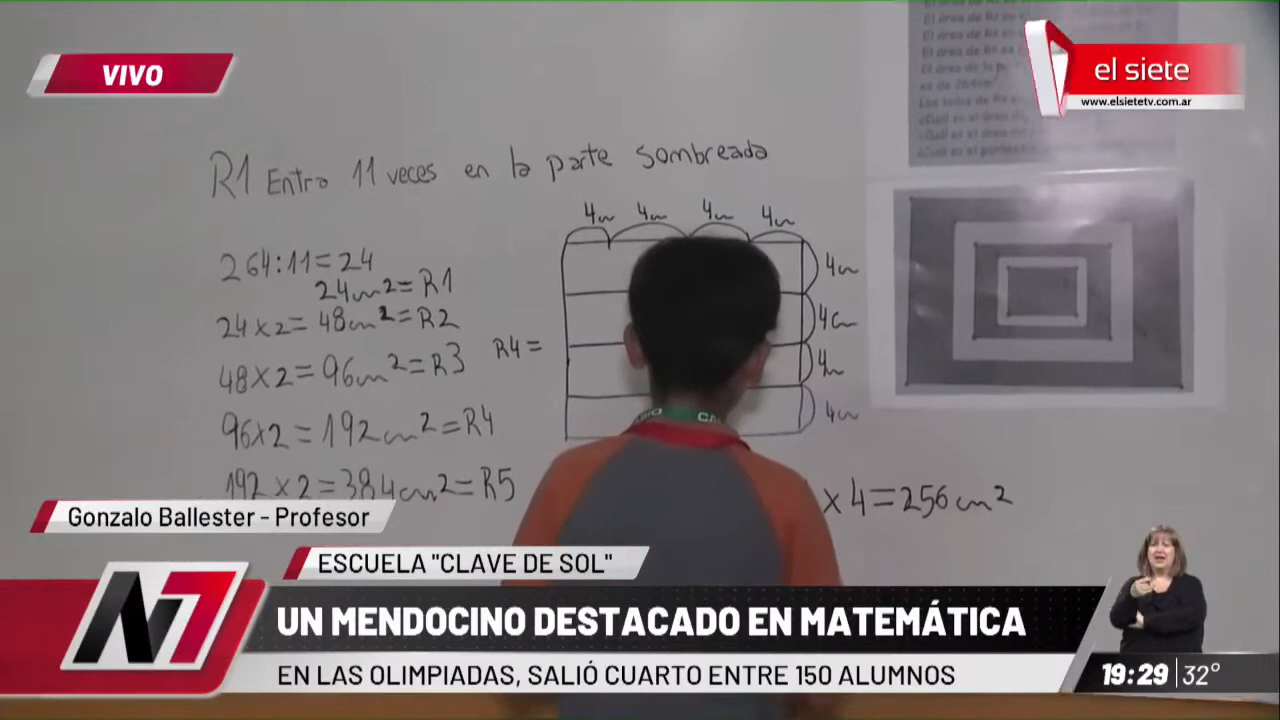 VIVO
el siete
www.elsietetv.com.ar
R1 Entra 11 veces en la parte sombreada
264:11=24
24cm²=R1
24x2=48cm²=R2
48x2=96cm²=R3
96x2=192cm²=R4
192x2=384cm²=R5
R4=
4cm 4cm 4cm 4cm
4cm
4cm
4cm
4cm
x4=256cm²
Gonzalo Ballester - Profesor
ESCUELA "CLAVE DE SOL"
N7
UN MENDOCINO DESTACADO EN MATEMÁTICA
EN LAS OLIMPIADAS, SALIÓ CUARTO ENTRE 150 ALUMNOS
19:29 32°